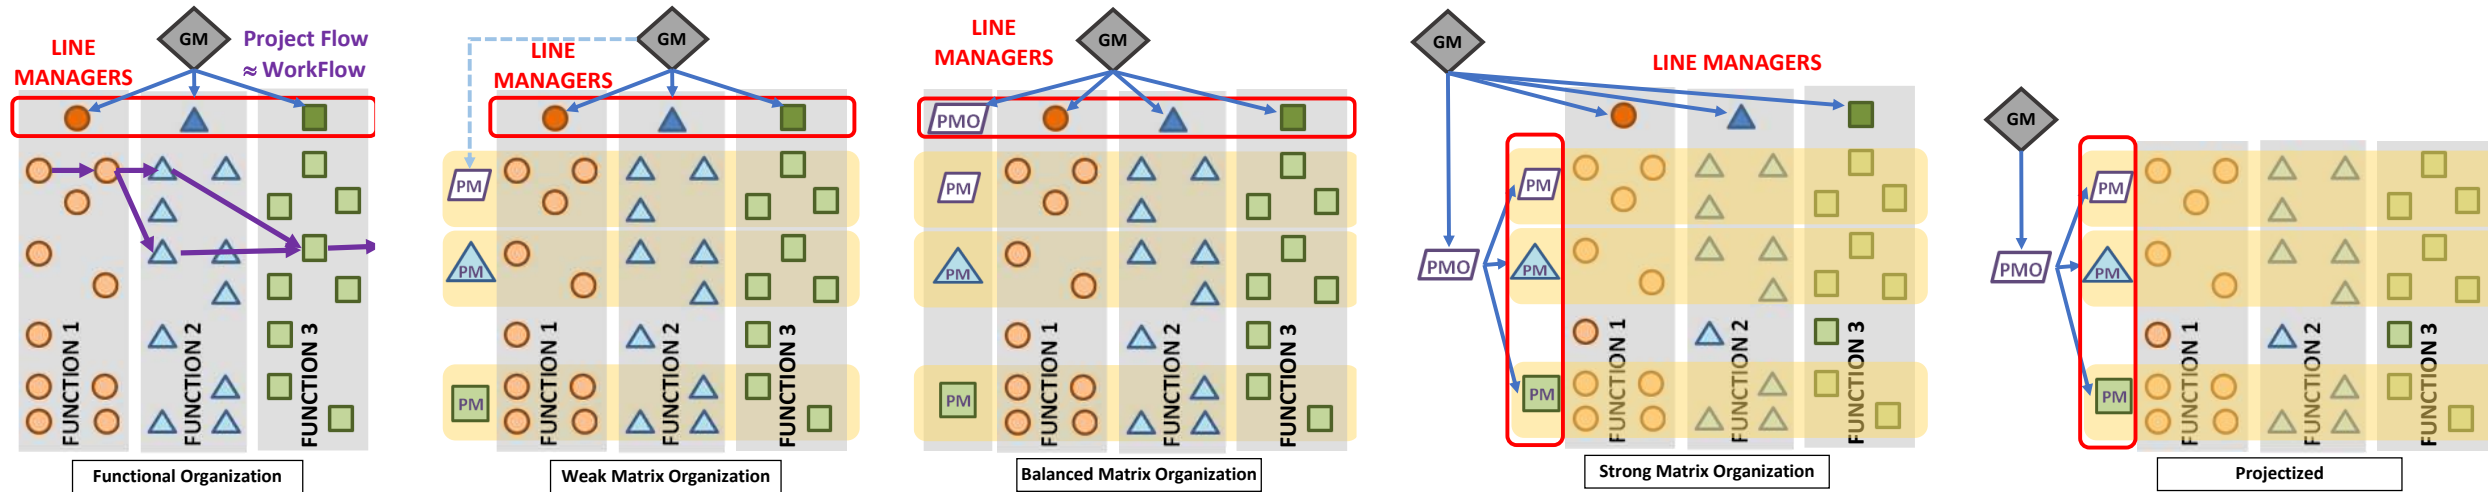 GM
LINE
MANAGERS
Project Flow
≈ WorkFlow
FUNCTION 1
FUNCTION 2
FUNCTION 3
Functional Organization
GM
LINE
MANAGERS
PM
PM
PM
FUNCTION 1
FUNCTION 2
FUNCTION 3
Weak Matrix Organization
LINE
MANAGERS
GM
PMO
PM
PM
PM
FUNCTION 1
FUNCTION 2
FUNCTION 3
Balanced Matrix Organization
GM
LINE MANAGERS
PM
PMO
PM
PM
FUNCTION 1
FUNCTION 2
FUNCTION 3
Strong Matrix Organization
GM
PM
PMO
PM
PM
FUNCTION 1
FUNCTION 2
FUNCTION 3
Projectized